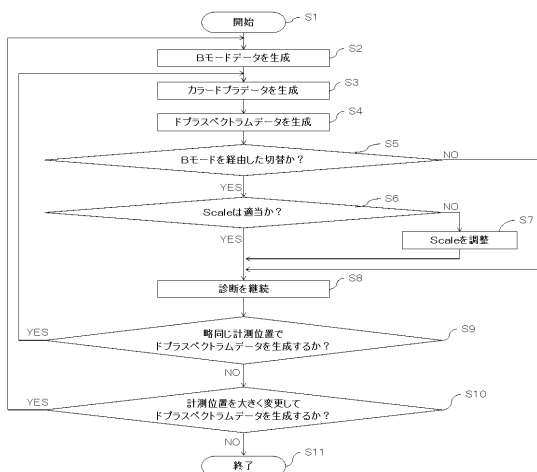 開始
S1
S2
Bモードデータを生成
S3
カラードプラデータを生成
S4
ドプラスペクトラムデータを生成
S5
Bモードを経由した切替か?
NO
YES
S6
Scaleは適当か?
NO
S7
Scaleを調整
YES
S8
診断を継続
YES
S9
略同じ計測位置で
ドプラスペクトラムデータを生成するか?
NO
YES
S10
計測位置を大きく変更して
ドプラスペクトラムデータを生成するか?
NO
S11
終了